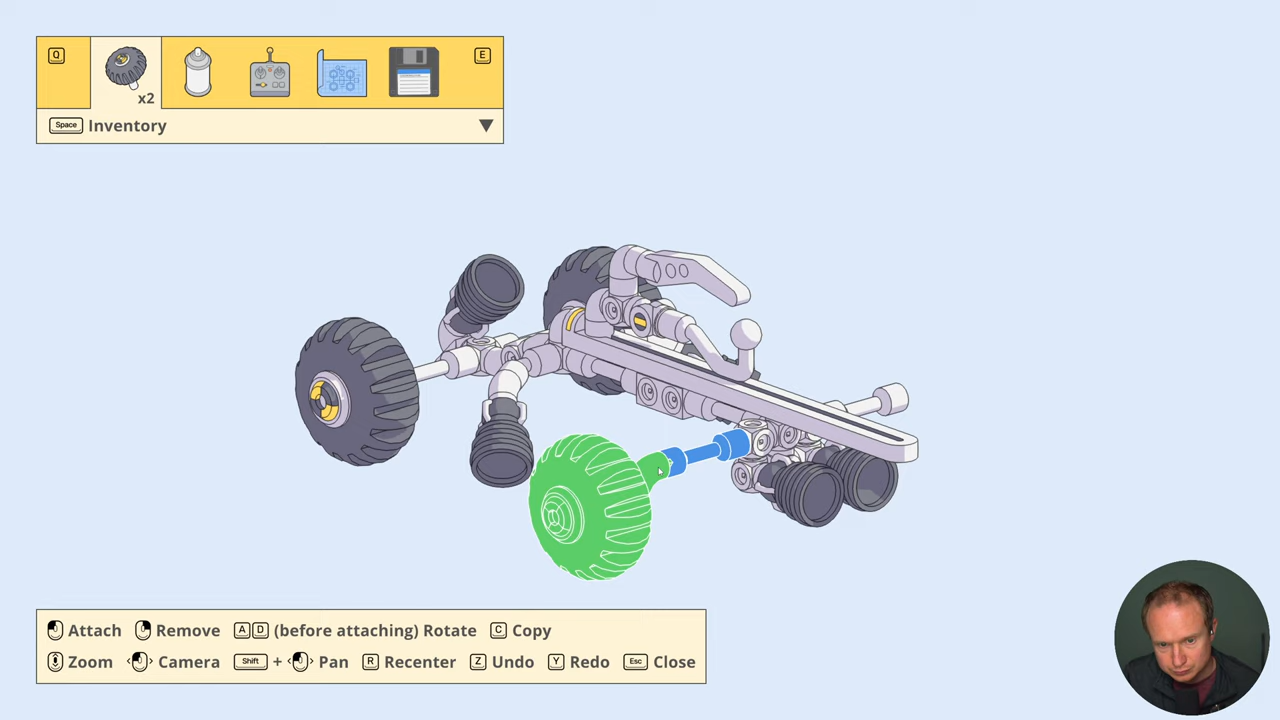 Q
x2
E
Space Inventory
Attach Remove A D (before attaching) Rotate C Copy
Zoom Camera Shift + Pan R Recenter Z Undo Y Redo Esc Close